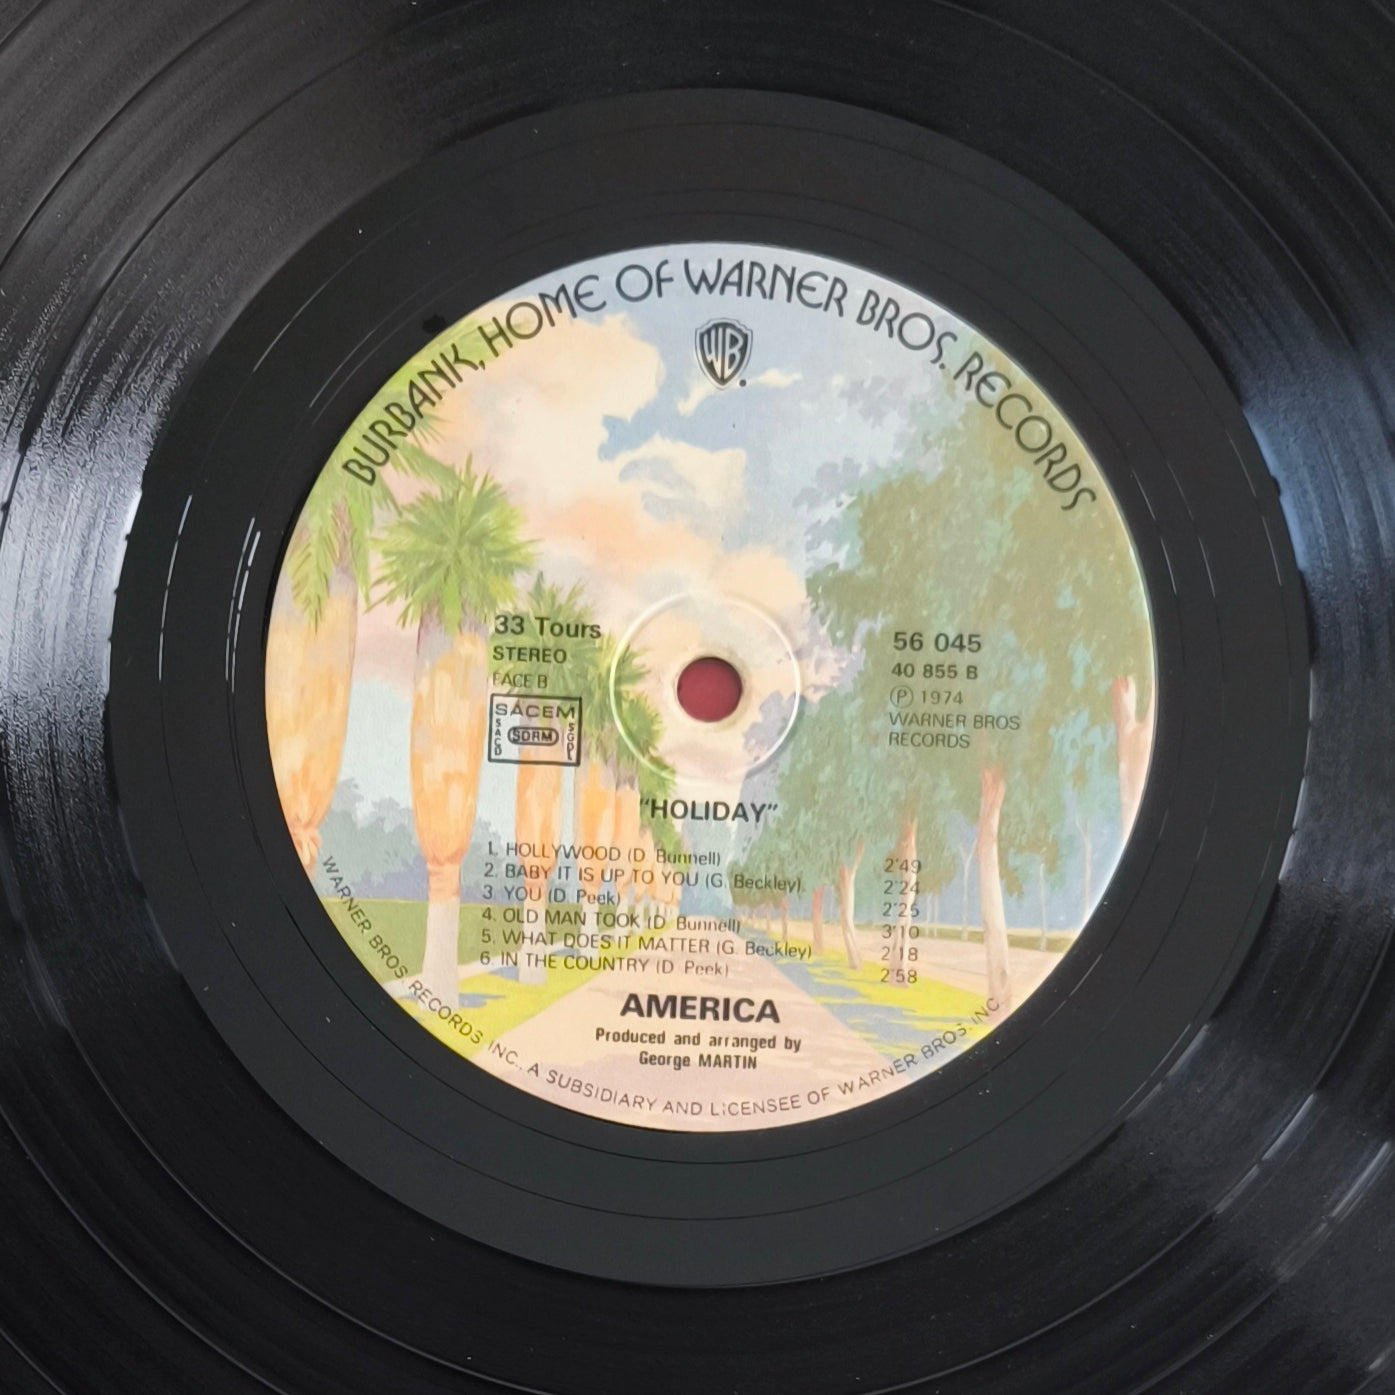 BURBANK, HOME OF WARNER BROS. RECORDS
WB
33 Tours
STEREO
FACE B
SACEM
SACD
SDRM
SGDL
56 045
40 855 B
Ⓟ 1974
WARNER BROS
RECORDS
"HOLIDAY"
1. HOLLYWOOD (D. Bunnell) 2'49
2. BABY IT IS UP TO YOU (G. Beckley) 2'24
3. YOU (D. Peek) 2'25
4. OLD MAN TOOK (D. Bunnell) 3'10
5. WHAT DOES IT MATTER (G. Beckley) 2'18
6. IN THE COUNTRY (D. Peek) 2'58
AMERICA
Produced and arranged by
George MARTIN
WARNER BROS. RECORDS INC., A SUBSIDIARY AND LICENSEE OF WARNER BROS. INC